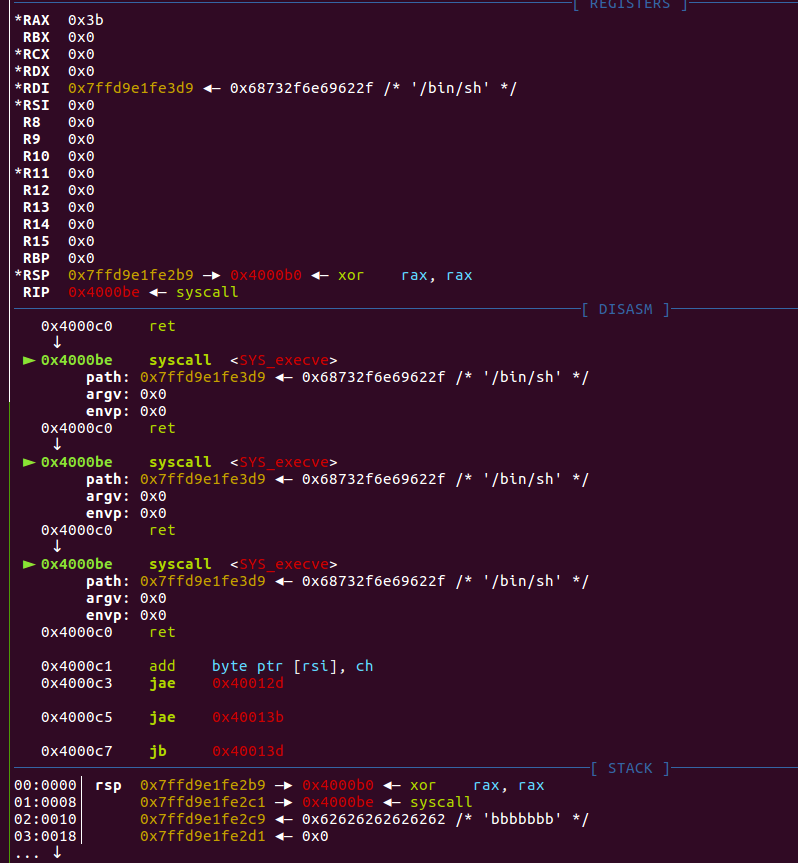 [ REGISTERS ]
*RAX  0x3b
 RBX  0x0
*RCX  0x0
*RDX  0x0
*RDI  0x7ffd9e1fe3d9 ◂— 0x68732f6e69622f /* '/bin/sh' */
*RSI  0x0
 R8   0x0
 R9   0x0
 R10  0x0
*R11  0x0
 R12  0x0
 R13  0x0
 R14  0x0
 R15  0x0
 RBP  0x0
*RSP  0x7ffd9e1fe2b9 —▸ 0x4000b0 ◂— xor    rax, rax
 RIP  0x4000be ◂— syscall
[ DISASM ]
   0x4000c0    ret
    ↓
 ► 0x4000be    syscall  <SYS_execve>
        path: 0x7ffd9e1fe3d9 ◂— 0x68732f6e69622f /* '/bin/sh' */
        argv: 0x0
        envp: 0x0
   0x4000c0    ret
    ↓
 ► 0x4000be    syscall  <SYS_execve>
        path: 0x7ffd9e1fe3d9 ◂— 0x68732f6e69622f /* '/bin/sh' */
        argv: 0x0
        envp: 0x0
   0x4000c0    ret
    ↓
 ► 0x4000be    syscall  <SYS_execve>
        path: 0x7ffd9e1fe3d9 ◂— 0x68732f6e69622f /* '/bin/sh' */
        argv: 0x0
        envp: 0x0
   0x4000c0    ret
   0x4000c1    add    byte ptr [rsi], ch
   0x4000c3    jae    0x40012d
   0x4000c5    jae    0x40013b
   0x4000c7    jb     0x40013d
[ STACK ]
00:0000│ rsp  0x7ffd9e1fe2b9 —▸ 0x4000b0 ◂— xor    rax, rax
01:0008│      0x7ffd9e1fe2c1 —▸ 0x4000be ◂— syscall
02:0010│      0x7ffd9e1fe2c9 ◂— 0x62626262626262 /* 'bbbbbbb' */
03:0018│      0x7ffd9e1fe2d1 ◂— 0x0
... ↓